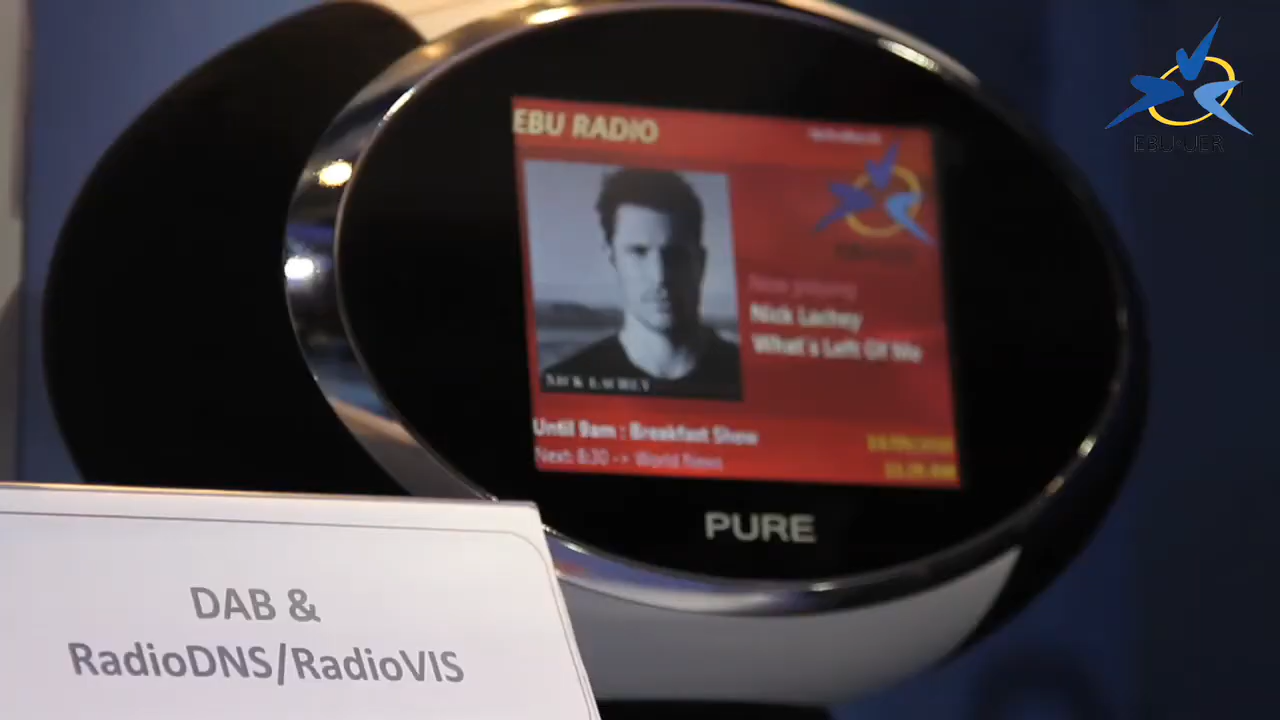 EBU·UER
EBU RADIO
Now playing
Nick Lachey
What's Left Of Me
NICK LACHEY
Until 9am : Breakfast Show
Next: 8:30 -> World News
PURE
DAB &
RadioDNS/RadioVIS